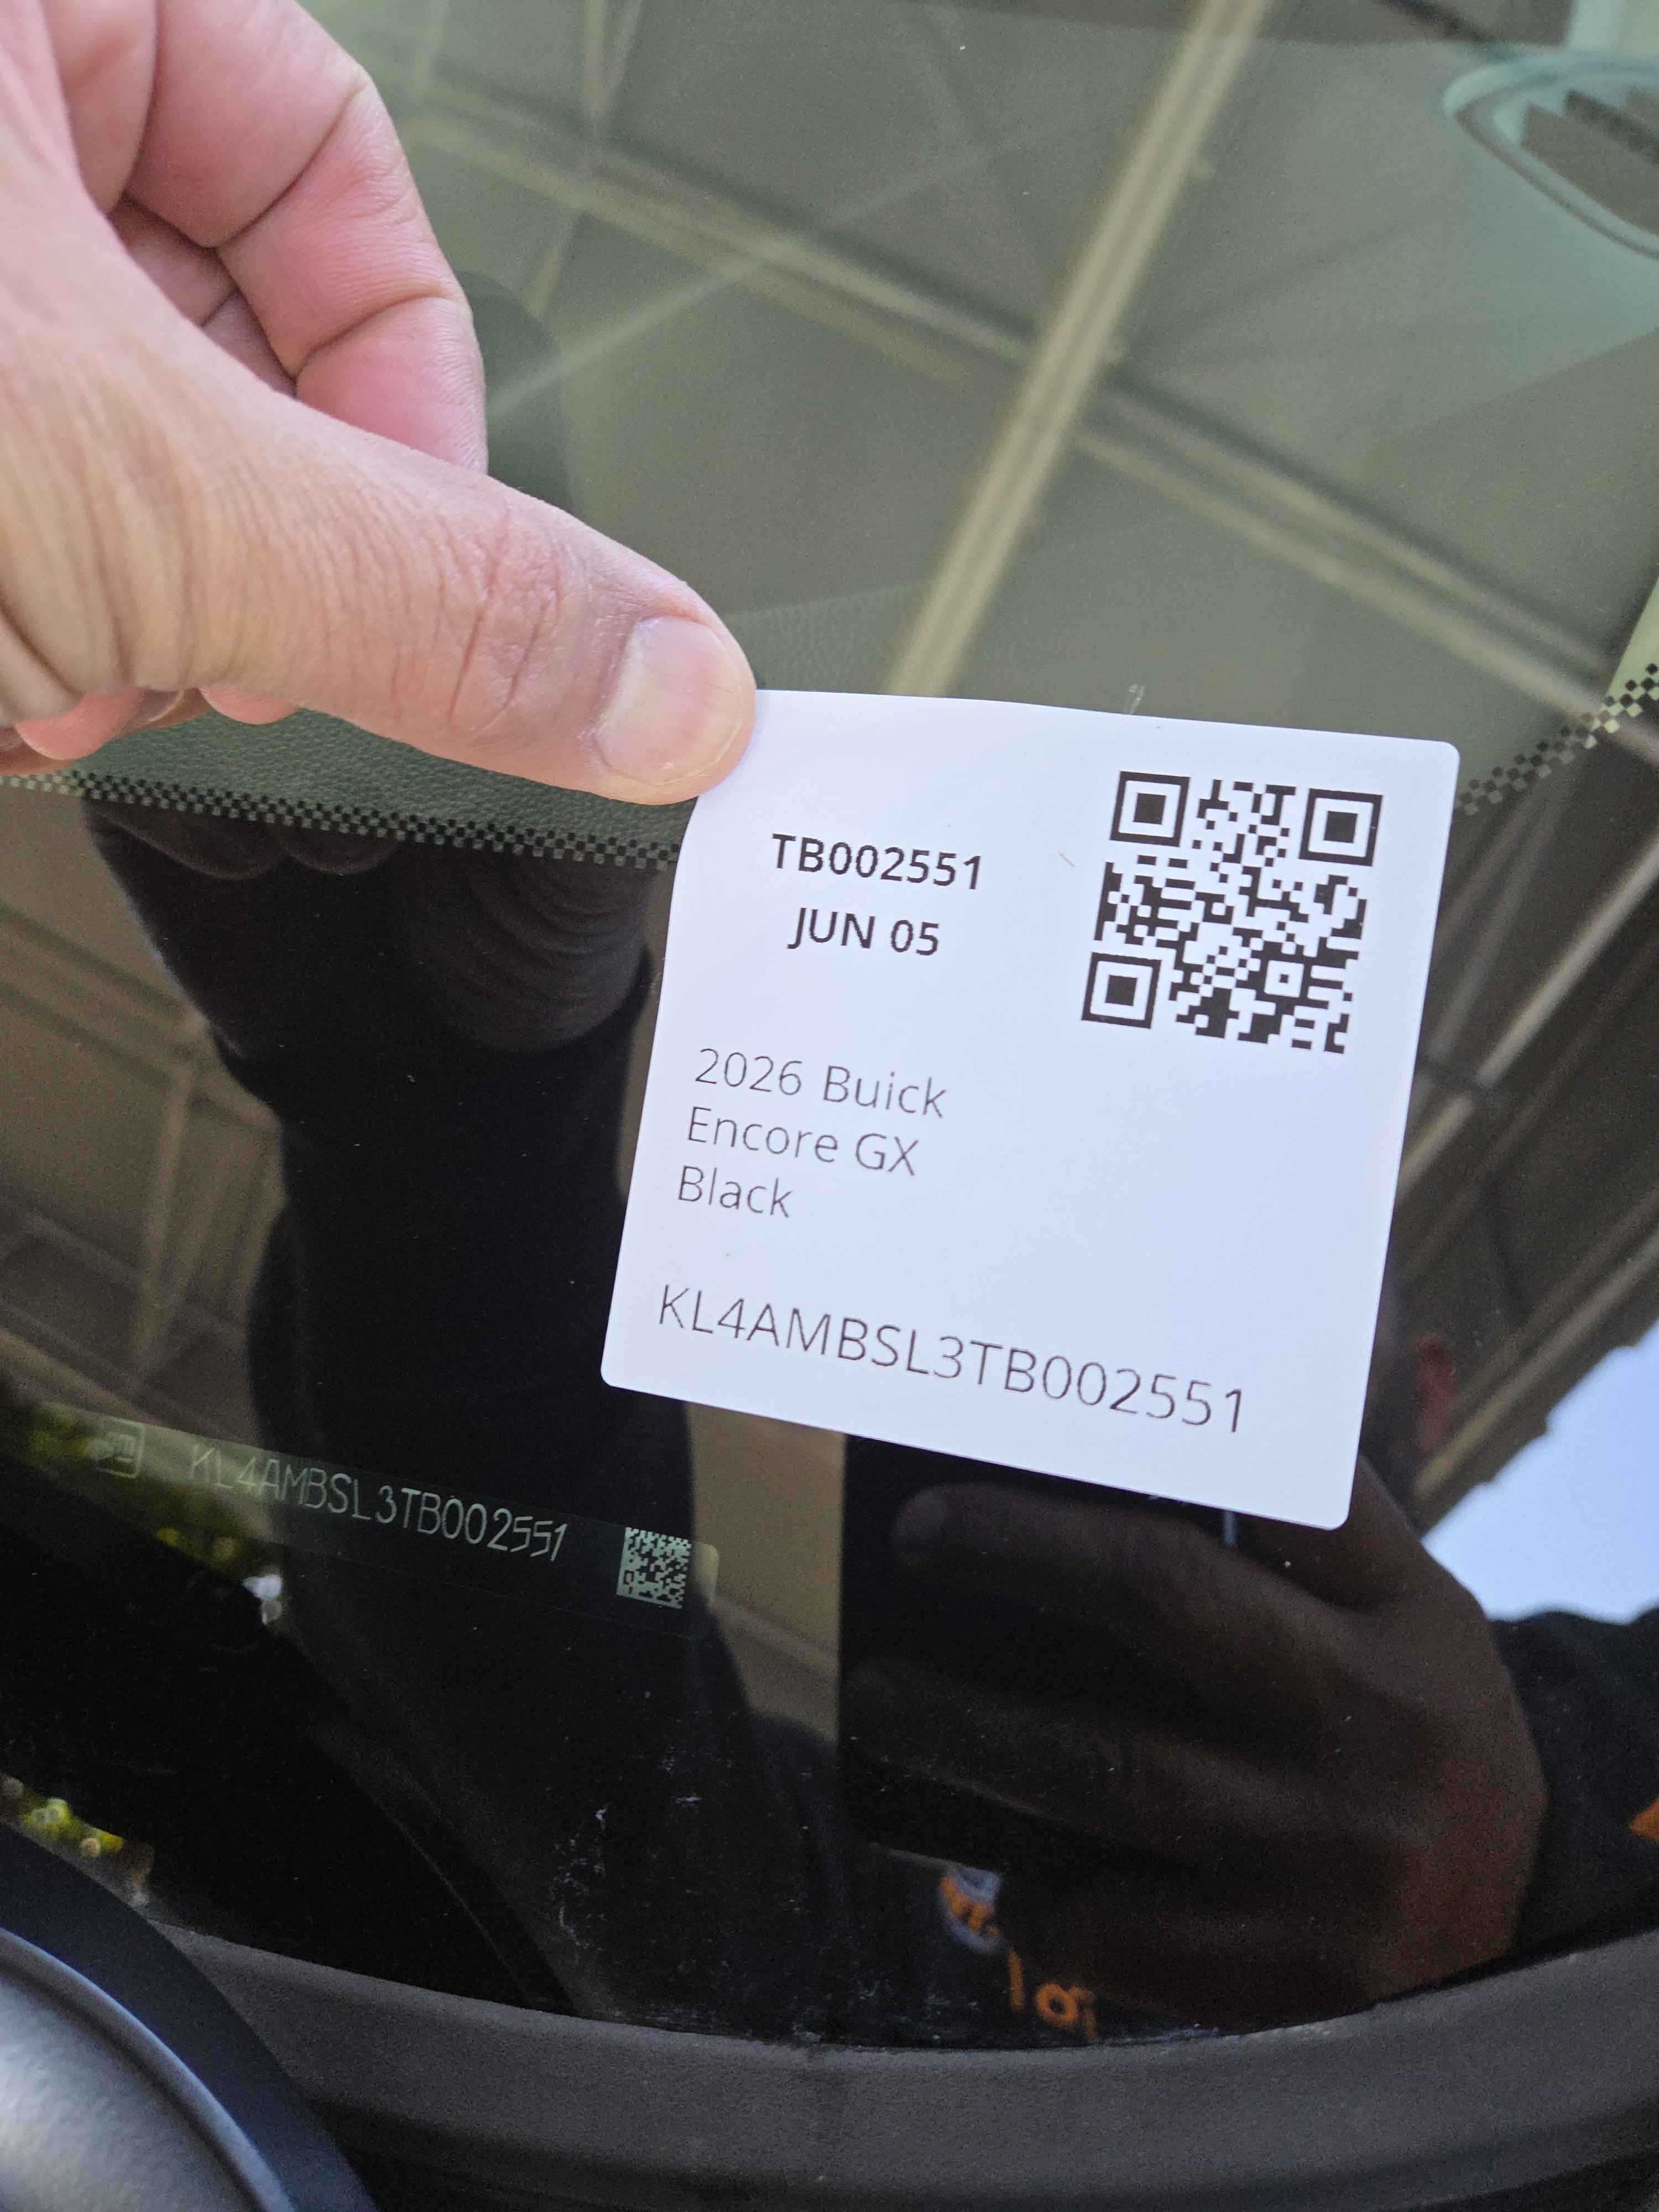 TB002551
JUN 05
2026 Buick
Encore GX
Black
KL4AMBSL3TB002551
KL4AMBSL3TB002551